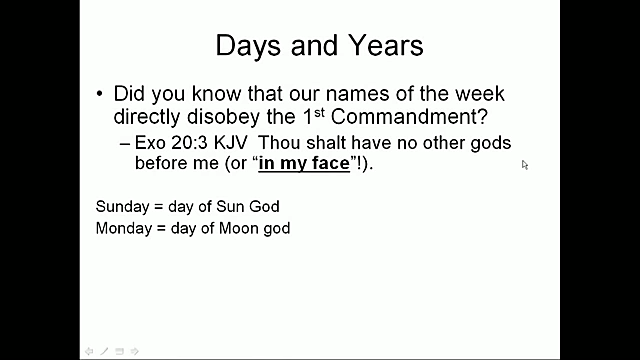 Days and Years
• Did you know that our names of the week
directly disobey the 1st Commandment?
– Exo 20:3 KJV Thou shalt have no other gods
before me (or “in my face”!).
Sunday = day of Sun God
Monday = day of Moon god